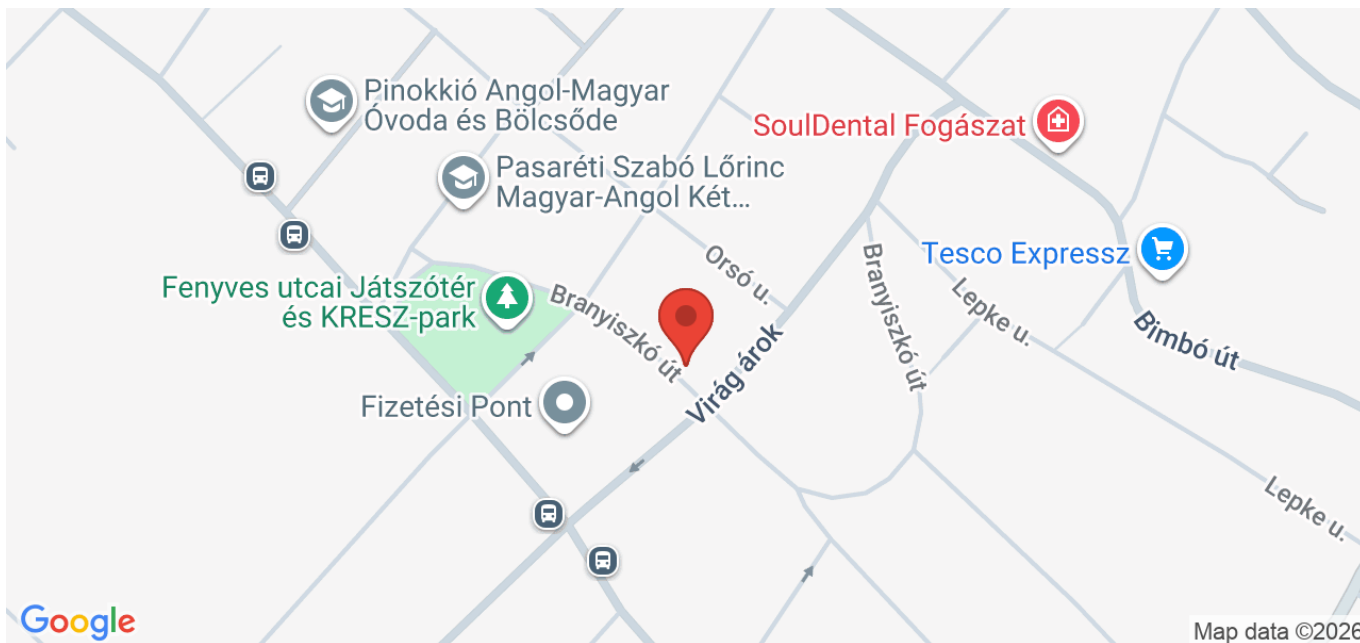 Pinokkió Angol-Magyar
Óvoda és Bölcsőde
SoulDental Fogászat
Pasaréti Szabó Lőrinc
Magyar-Angol Két...
Orsó u.
Branyiszkó út
Tesco Expressz
Lepke u.
Fenyves utcai Játszótér
és KRESZ-park
Branyiszkó út
Bimbó út
Virág árok
Fizetési Pont
Lepke u.
Google
Map data ©2026